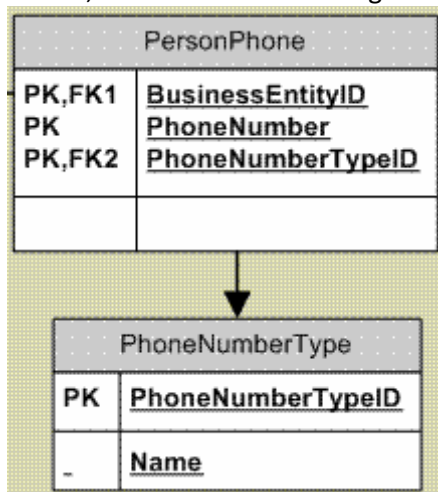 PersonPhone
PK,FK1 BusinessEntityID
PK PhoneNumber
PK,FK2 PhoneNumberTypeID
PhoneNumberType
PK PhoneNumberTypeID
Name